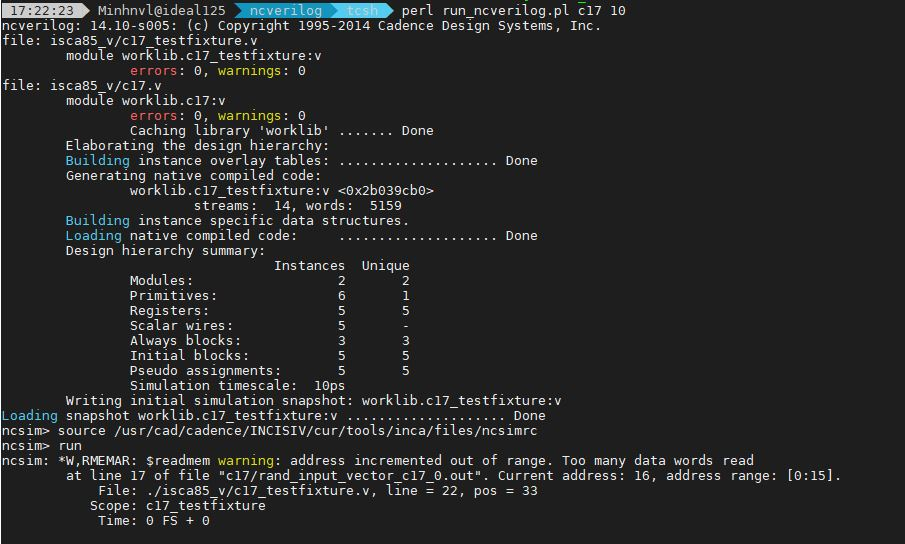 17:22:23 Minhnvl@ideal125 ncverilog tcsh perl run_ncverilog.pl c17 10
ncverilog: 14.10-s005: (c) Copyright 1995-2014 Cadence Design Systems, Inc.
file: isca85_v/c17_testfixture.v
module worklib.c17_testfixture:v
errors: 0, warnings: 0
file: isca85_v/c17.v
module worklib.c17:v
errors: 0, warnings: 0
Caching library 'worklib' ....... Done
Elaborating the design hierarchy:
Building instance overlay tables: .................... Done
Generating native compiled code:
worklib.c17_testfixture:v <0x2b039cb0>
streams:  14, words:  5159
Building instance specific data structures.
Loading native compiled code:     .................... Done
Design hierarchy summary:
Instances  Unique
Modules:                  2       2
Primitives:               6       1
Registers:                5       5
Scalar wires:             5       -
Always blocks:            3       3
Initial blocks:           5       5
Pseudo assignments:       5       5
Simulation timescale:  10ps
Writing initial simulation snapshot: worklib.c17_testfixture:v
Loading snapshot worklib.c17_testfixture:v .................... Done
ncsim> source /usr/cad/cadence/INCISIV/cur/tools/inca/files/ncsimrc
ncsim> run
ncsim: *W,RMEMAR: $readmem warning: address incremented out of range. Too many data words read
at line 17 of file "c17/rand_input_vector_c17_0.out". Current address: 16, address range: [0:15].
File: ./isca85_v/c17_testfixture.v, line = 22, pos = 33
Scope: c17_testfixture
Time: 0 FS + 0